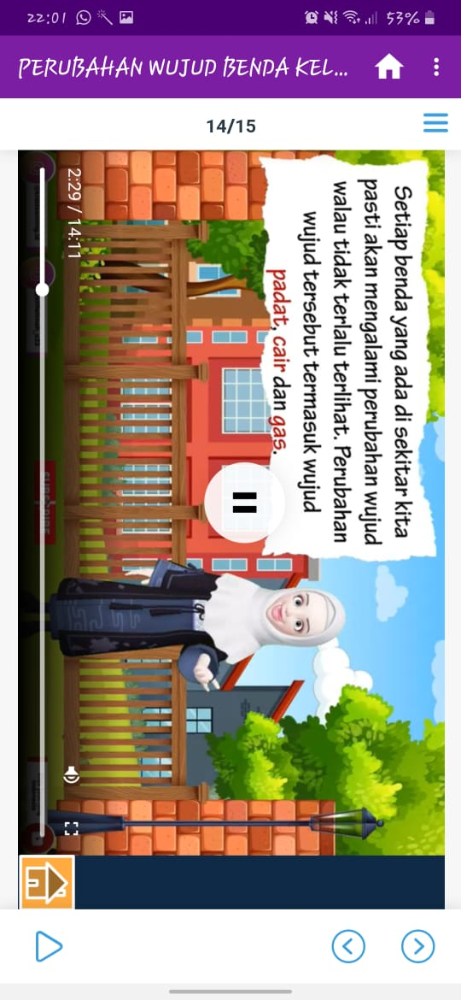 22:01
53%
PERUBAHAN WUJUD BENDA KEL...
14/15
Setiap benda yang ada di sekitar kita
pasti akan mengalami perubahan wujud
walau tidak terlalu terlihat. Perubahan
wujud tersebut termasuk wujud
padat, cair dan gas.
2:29 / 14:11
SUBSCRIBE